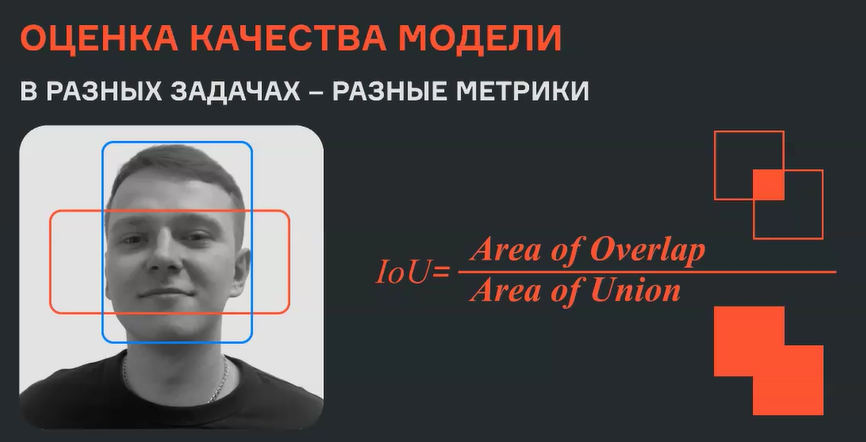 ОЦЕНКА КАЧЕСТВА МОДЕЛИ
В РАЗНЫХ ЗАДАЧАХ – РАЗНЫЕ МЕТРИКИ
IoU= Area of Overlap
Area of Union